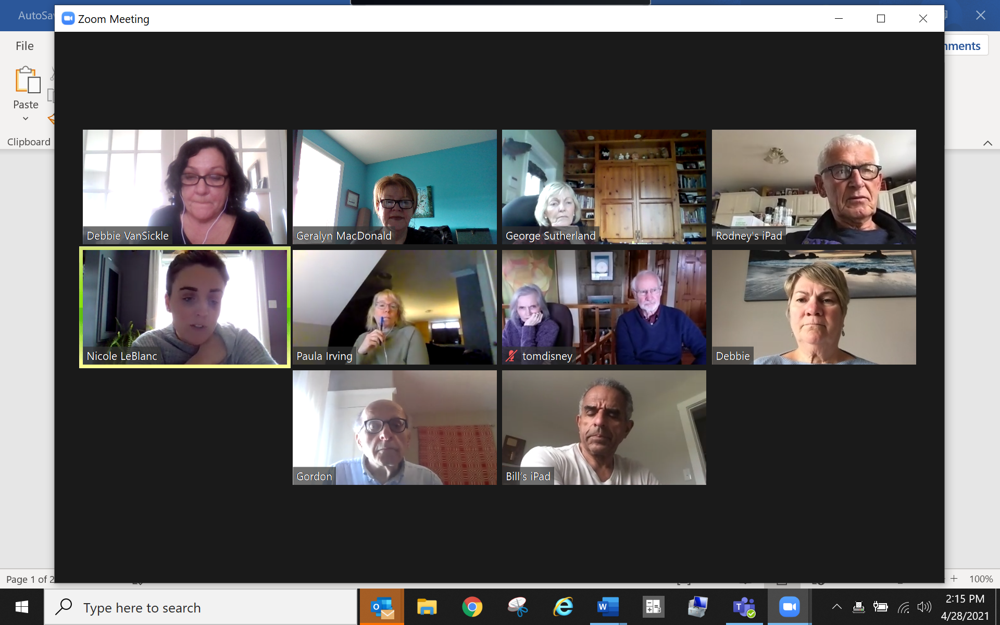 AutoSa
Zoom Meeting
File
mments
Paste
Clipboard
Debbie VanSickle
Geralyn MacDonald
George Sutherland
Rodney's iPad
Nicole LeBlanc
Paula Irving
tomdisney
Debbie
Gordon
Bill's iPad
Page 1 of 2
100%
Type here to search
2:15 PM
4/28/2021